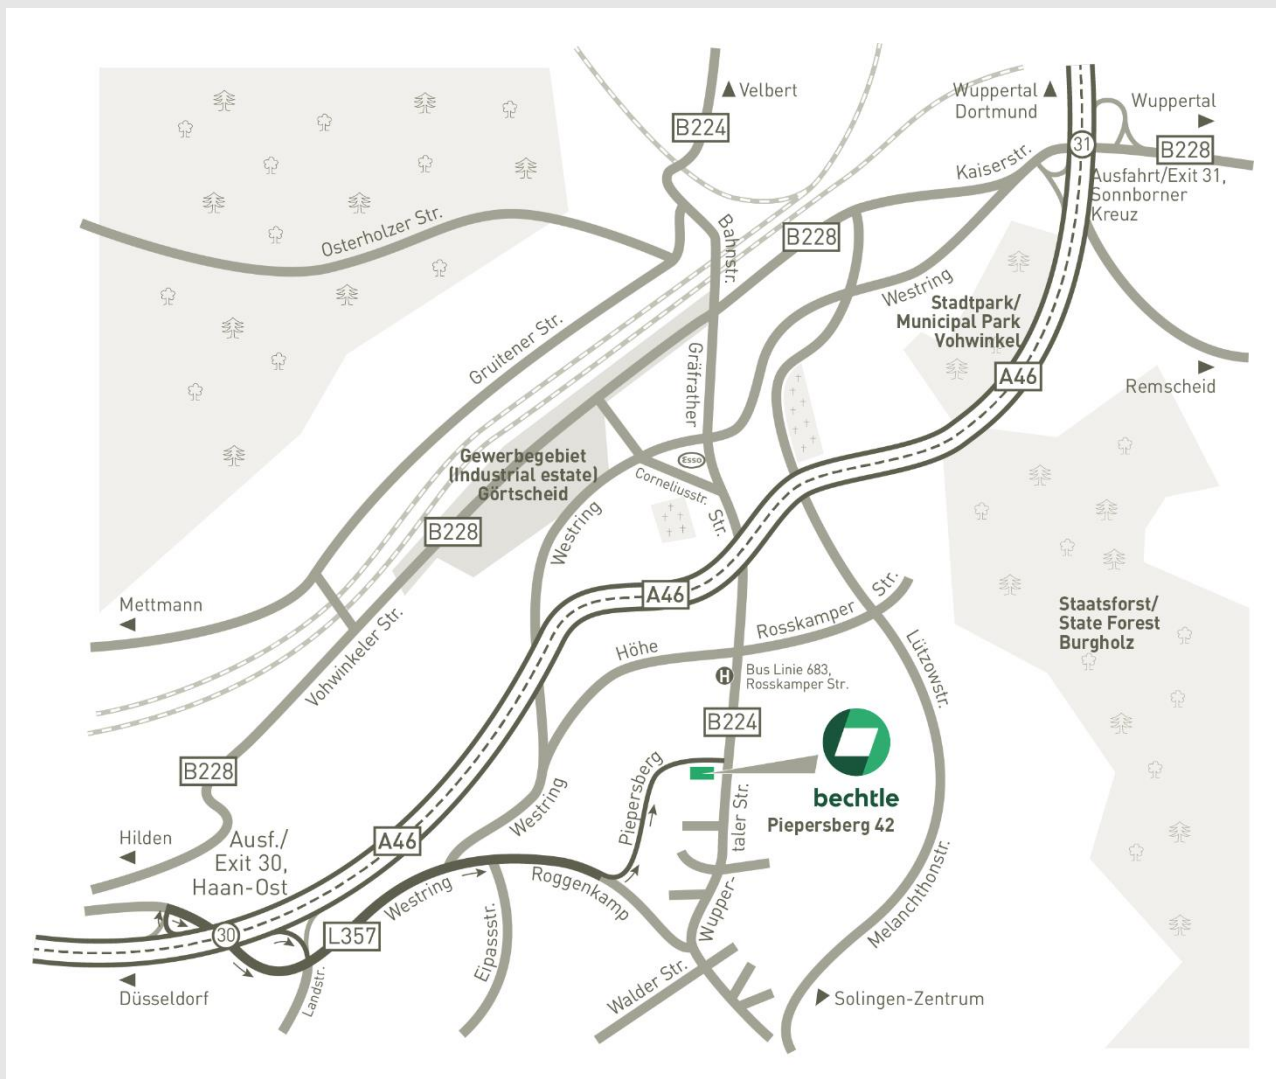 Velbert
B224
Wuppertal
Dortmund
Wuppertal
31
B228
Kaiserstr.
Ausfahrt/Exit 31,
Sonnborner
Kreuz
Osterholzer Str.
Bahnstr.
B228
Westring
Stadtpark/
Municipal Park
Vohwinkel
Gruitener Str.
Gräfrather
A46
Remscheid
Gewerbegebiet
(Industrial estate)
Görtscheid
Esso
Corneliusstr.
Str.
B228
Westring
A46
Mettmann
Vohwinkeler Str.
Höhe
Rosskamper Str.
Staatsforst/
State Forest
Burgholz
Lützowstr.
H
Bus Linie 683,
Rosskamper Str.
B224
B228
Piepersberg
bechtle
Piepersberg 42
Westring
taler Str.
Hilden
Ausf./
Exit 30,
Haan-Ost
A46
Westring
Roggenkamp
Wupper-
Melanchthonstr.
30
L357
Eipassstr.
Landstr.
Walder Str.
Düsseldorf
Solingen-Zentrum